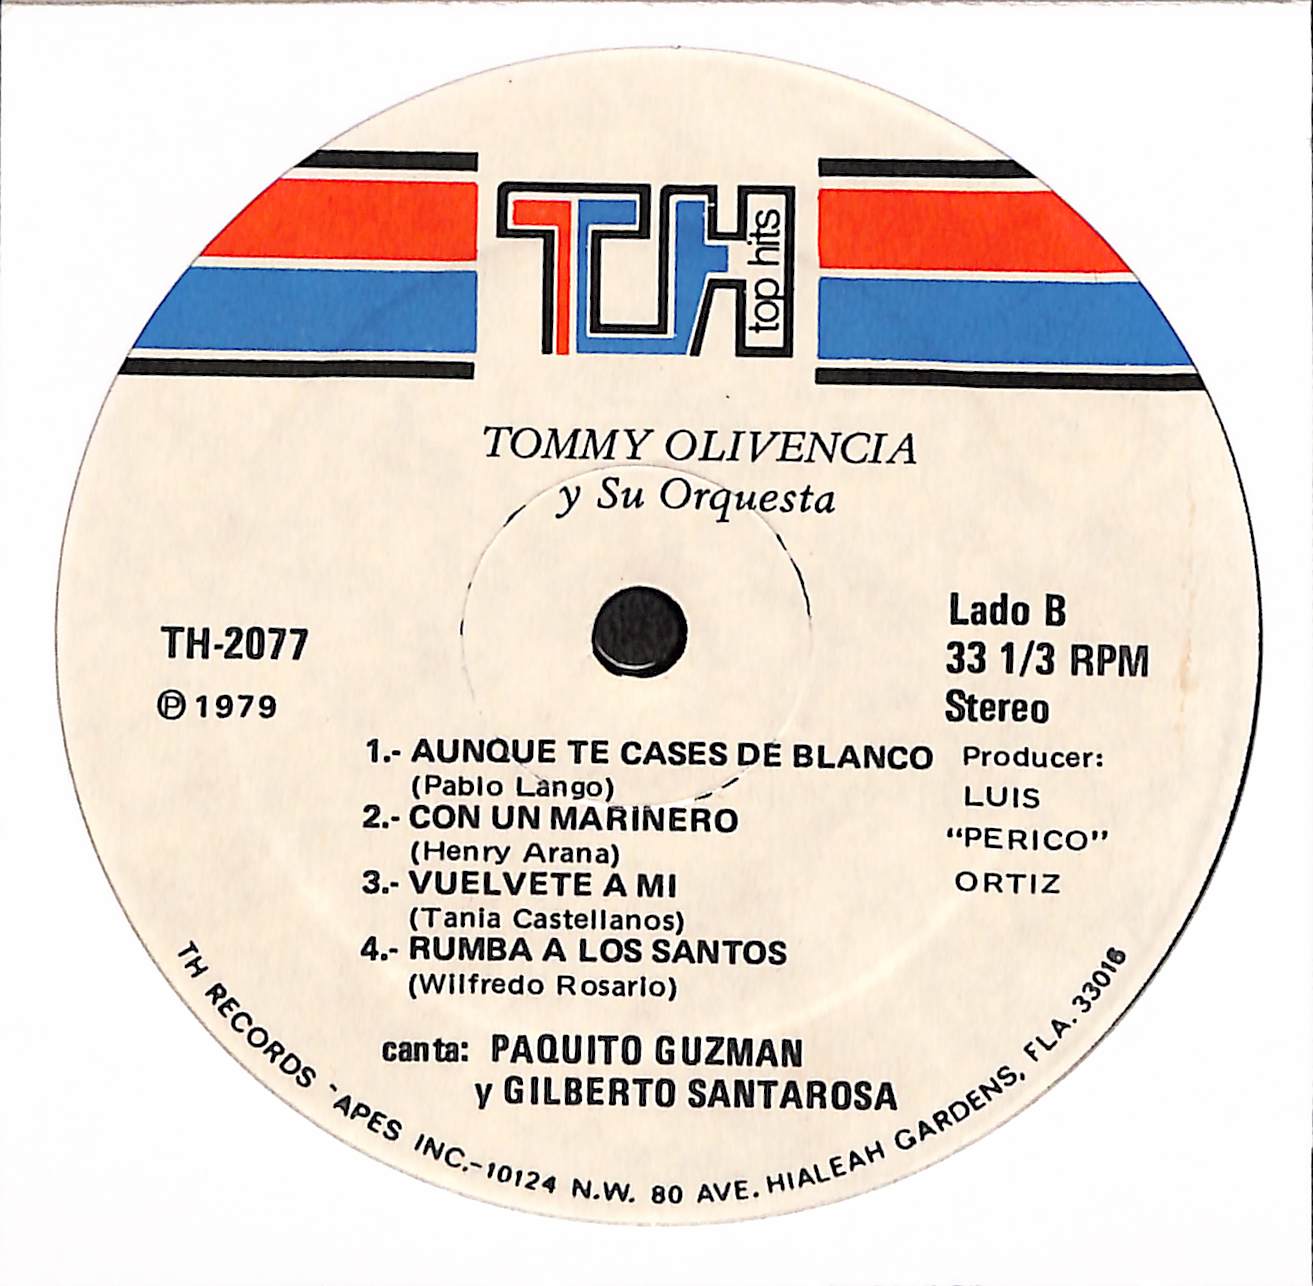 TH
top hits
TOMMY OLIVENCIA
y Su Orquesta
TH-2077
℗ 1979
Lado B
33 1/3 RPM
Stereo
1.- AUNQUE TE CASES DE BLANCO
(Pablo Lango)
2.- CON UN MARINERO
(Henry Arana)
3.- VUELVETE A MI
(Tania Castellanos)
4.- RUMBA A LOS SANTOS
(Wilfredo Rosario)
Producer:
LUIS
"PERICO"
ORTIZ
canta: PAQUITO GUZMAN
y GILBERTO SANTAROSA
TH RECORDS - APES INC.-10124 N.W. 80 AVE. HIALEAH GARDENS, FLA. 33016